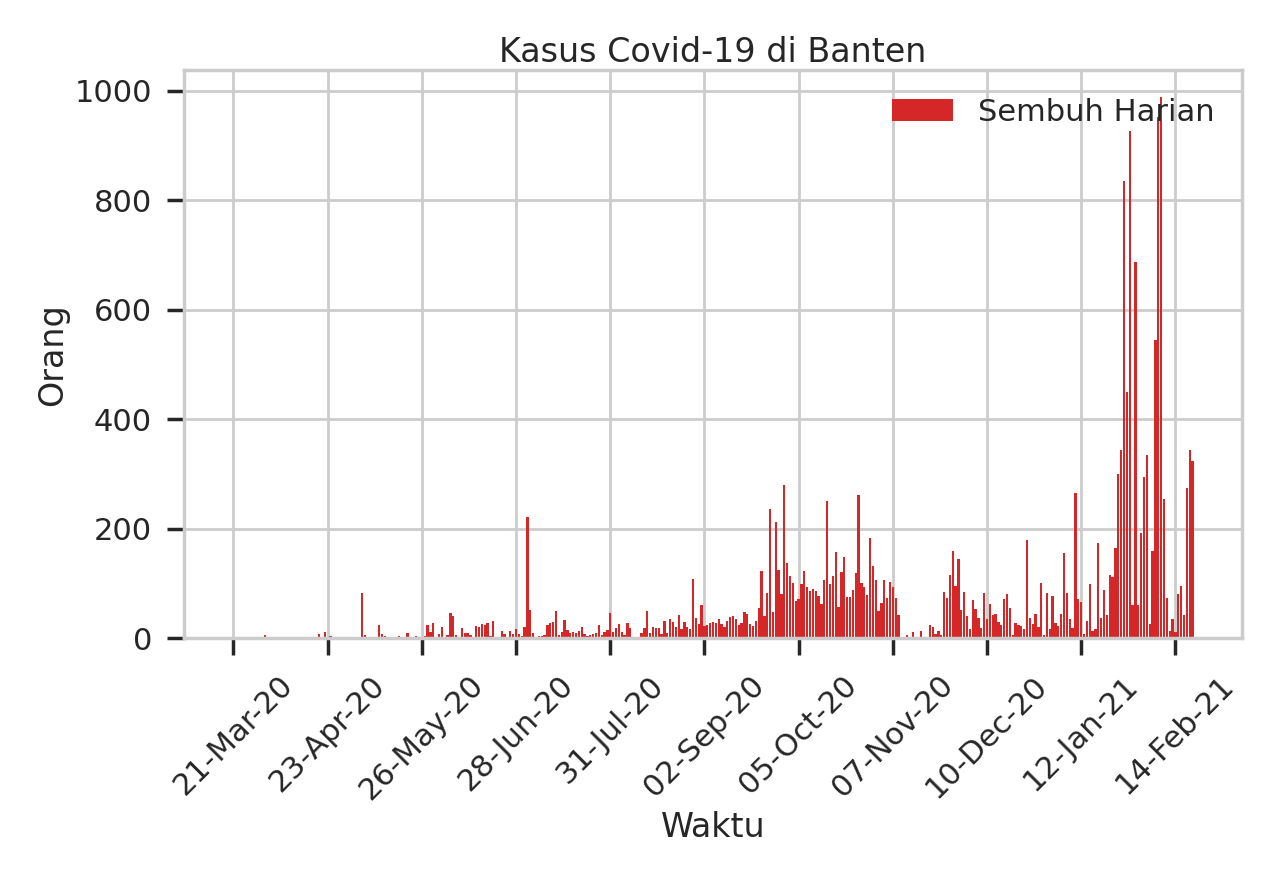 Kasus Covid-19 di Banten
Sembuh Harian
1000
800
600
400
200
0
Orang
21-Mar-20
23-Apr-20
26-May-20
28-Jun-20
31-Jul-20
02-Sep-20
05-Oct-20
07-Nov-20
10-Dec-20
12-Jan-21
14-Feb-21
Waktu